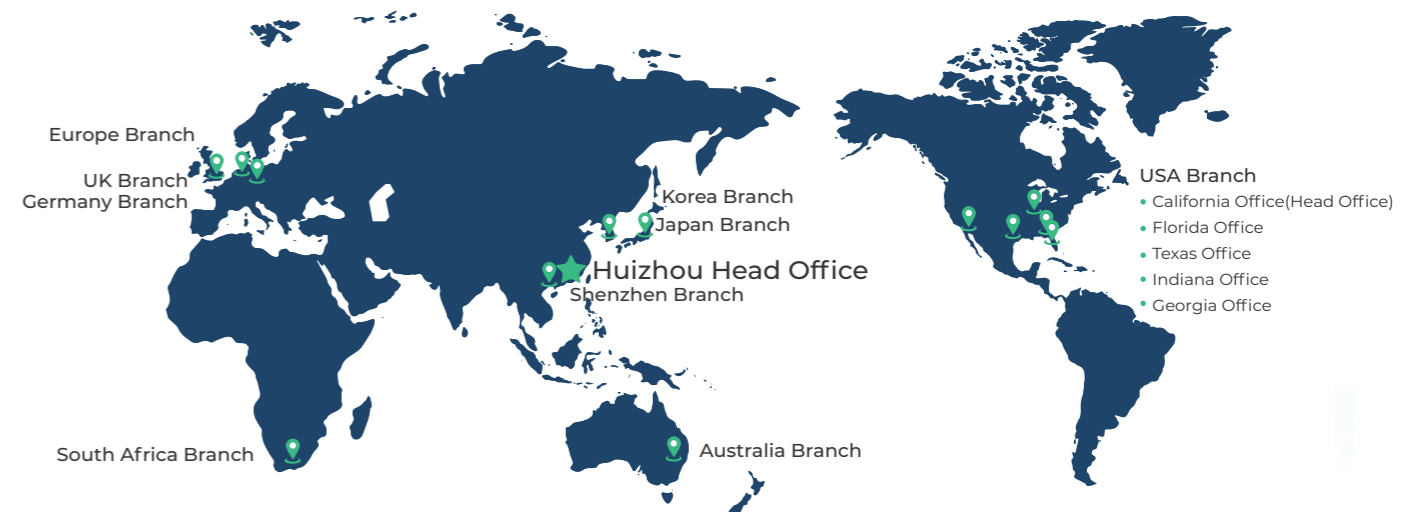 Europe Branch
UK Branch
Germany Branch
South Africa Branch
Korea Branch
Japan Branch
Huizhou Head Office
Shenzhen Branch
Australia Branch
USA Branch
California Office(Head Office)
Florida Office
Texas Office
Indiana Office
Georgia Office